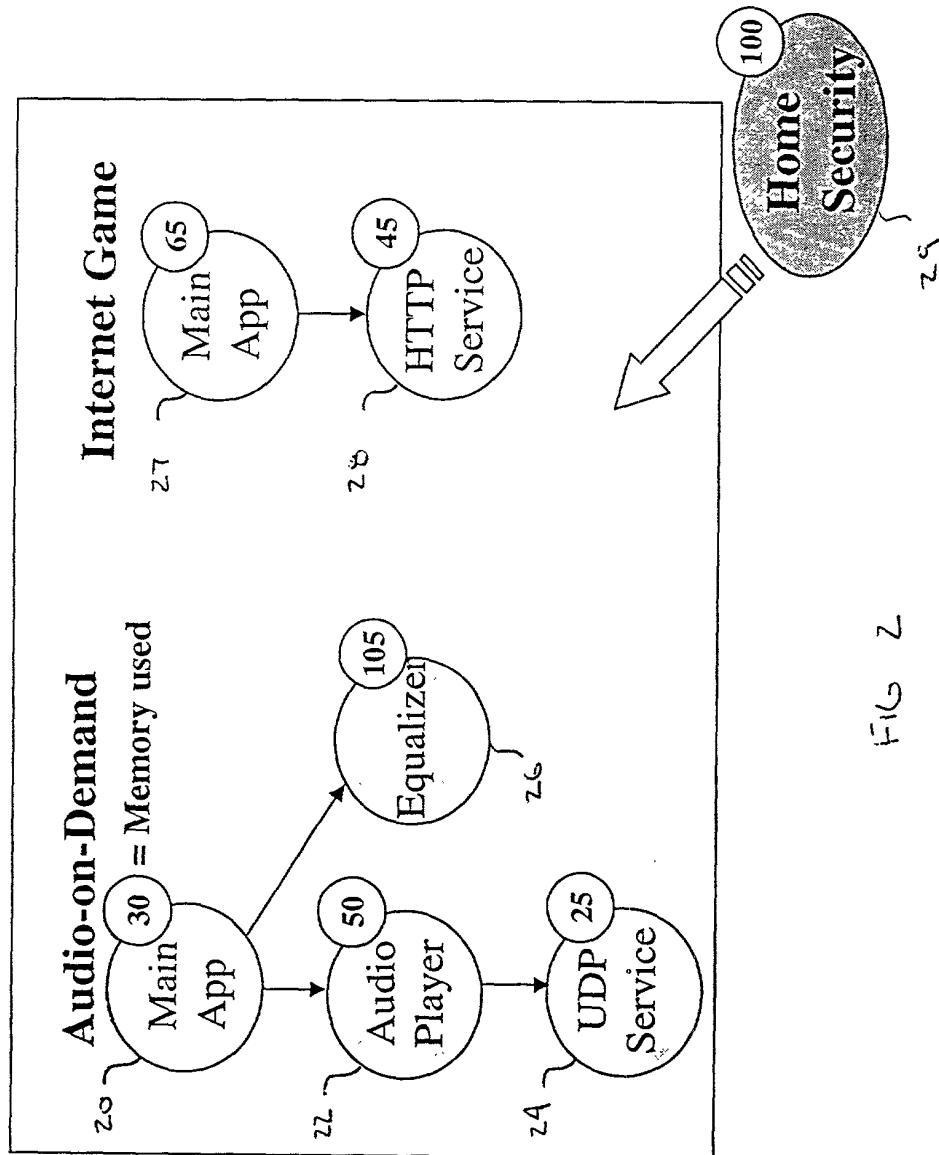 Audio-on-Demand
30 = Memory used
Main
App
20
50
Audio
Player
22
25
UDP
Service
24
105
Equalizer
26
Internet Game
65
Main
App
27
45
HTTP
Service
28
100
Home
Security
29
FIG 2